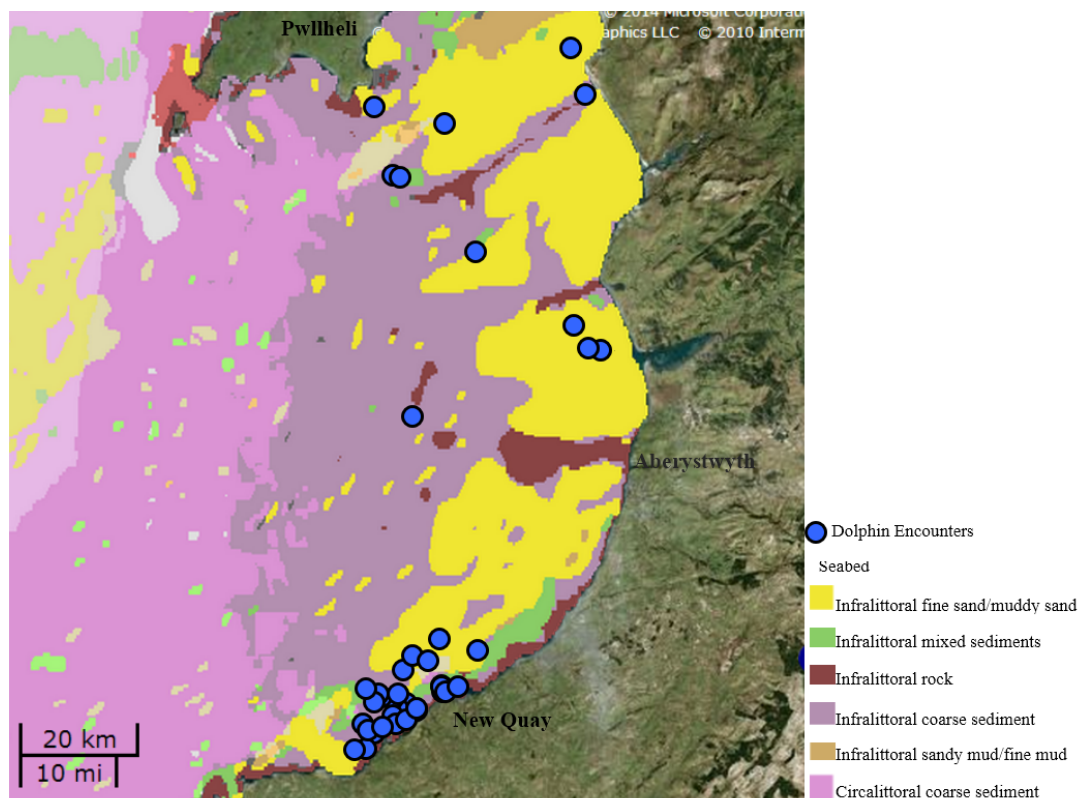 © 2014 Microsoft Corporat
Pwllheli © aphics LLC © 2010 Interm
Aberystwyth
New Quay
20 km
10 mi
Dolphin Encounters
Seabed
Infralittoral fine sand/muddy sand
Infralittoral mixed sediments
Infralittoral rock
Infralittoral coarse sediment
Infralittoral sandy mud/fine mud
Circalittoral coarse sediment